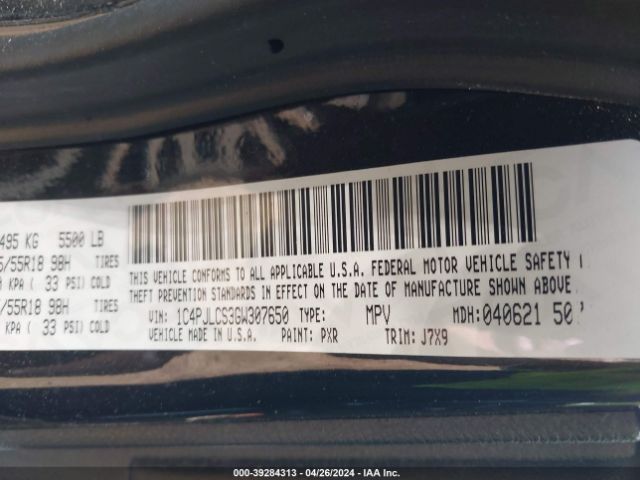 495 KG 5500 LB
/55R18 98H TIRES
KPA ( 33 PSI) COLD
/55R18 98H TIRES
KPA ( 33 PSI) COLD
THIS VEHICLE CONFORMS TO ALL APPLICABLE U.S.A. FEDERAL MOTOR VEHICLE SAFETY
THEFT PREVENTION STANDARDS IN EFFECT ON THE DATE OF MANUFACTURE SHOWN ABOVE.
VIN: 1C4PJLCS3GW307650 TYPE: MPV MDH: 040621 50
VEHICLE MADE IN U.S.A. PAINT: PXR TRIM: J7X9
000-39284313 / 04/26/2024 / IAA Inc.